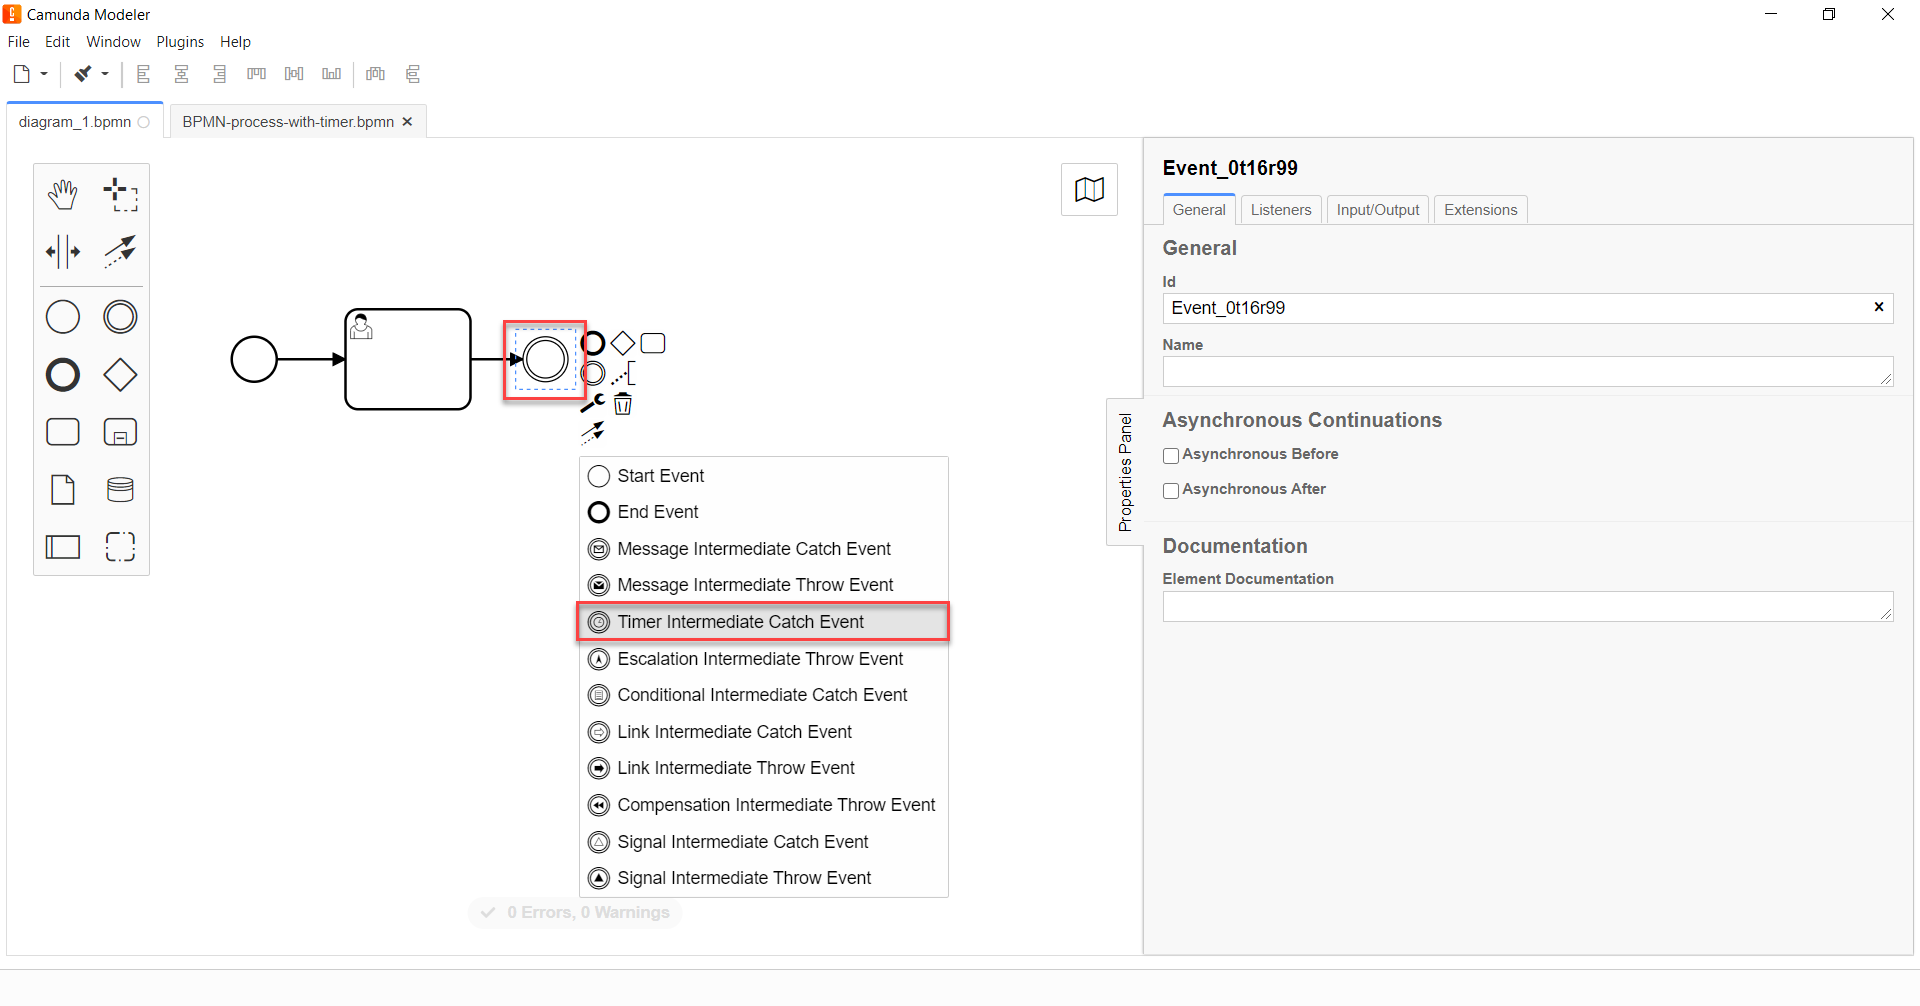 Camunda Modeler
File Edit Window Plugins Help
diagram_1.bpmn BPMN-process-with-timer.bpmn
Event_0t16r99
General Listeners Input/Output Extensions
General
Id
Event_0t16r99
Name
Asynchronous Continuations
Asynchronous Before
Asynchronous After
Documentation
Element Documentation
Properties Panel
Start Event
End Event
Message Intermediate Catch Event
Message Intermediate Throw Event
Timer Intermediate Catch Event
Escalation Intermediate Throw Event
Conditional Intermediate Catch Event
Link Intermediate Catch Event
Link Intermediate Throw Event
Compensation Intermediate Throw Event
Signal Intermediate Catch Event
Signal Intermediate Throw Event
0 Errors, 0 Warnings